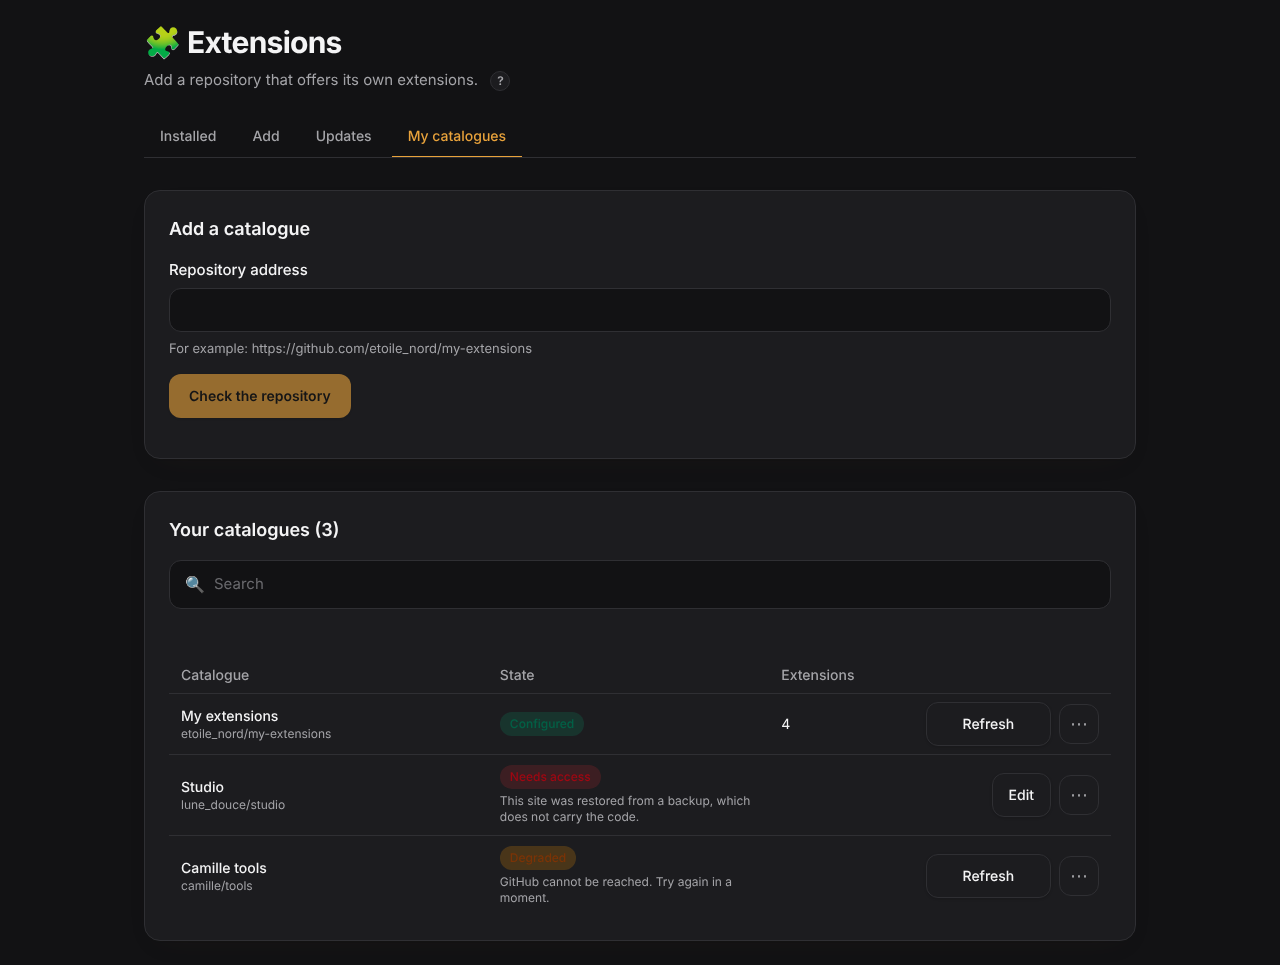 Extensions
Add a repository that offers its own extensions. ?
Installed Add Updates My catalogues
Add a catalogue
Repository address
For example: https://github.com/etoile_nord/my-extensions
Check the repository
Your catalogues (3)
Search
Catalogue State Extensions
My extensions
etoile_nord/my-extensions
Configured
4
Refresh
Studio
lune_douce/studio
Needs access
This site was restored from a backup, which
does not carry the code.
Edit
Camille tools
camille/tools
Degraded
GitHub cannot be reached. Try again in a
moment.
Refresh